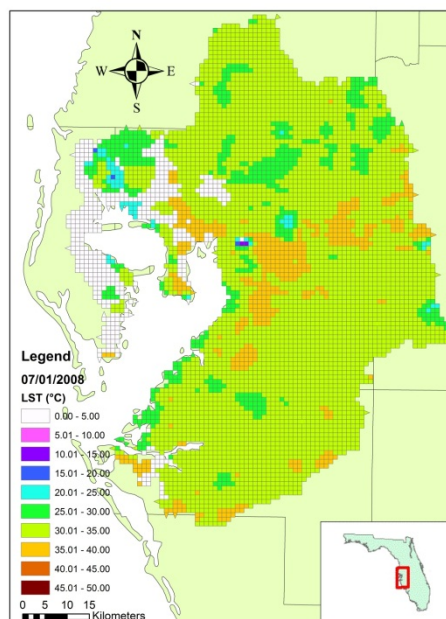 N
W E
S
Legend
07/01/2008
LST (°C)
0.00 - 5.00
5.01 - 10.00
10.01 - 15.00
15.01 - 20.00
20.01 - 25.00
25.01 - 30.00
30.01 - 35.00
35.01 - 40.00
40.01 - 45.00
45.01 - 50.00
0 5 10 15
Kilometers